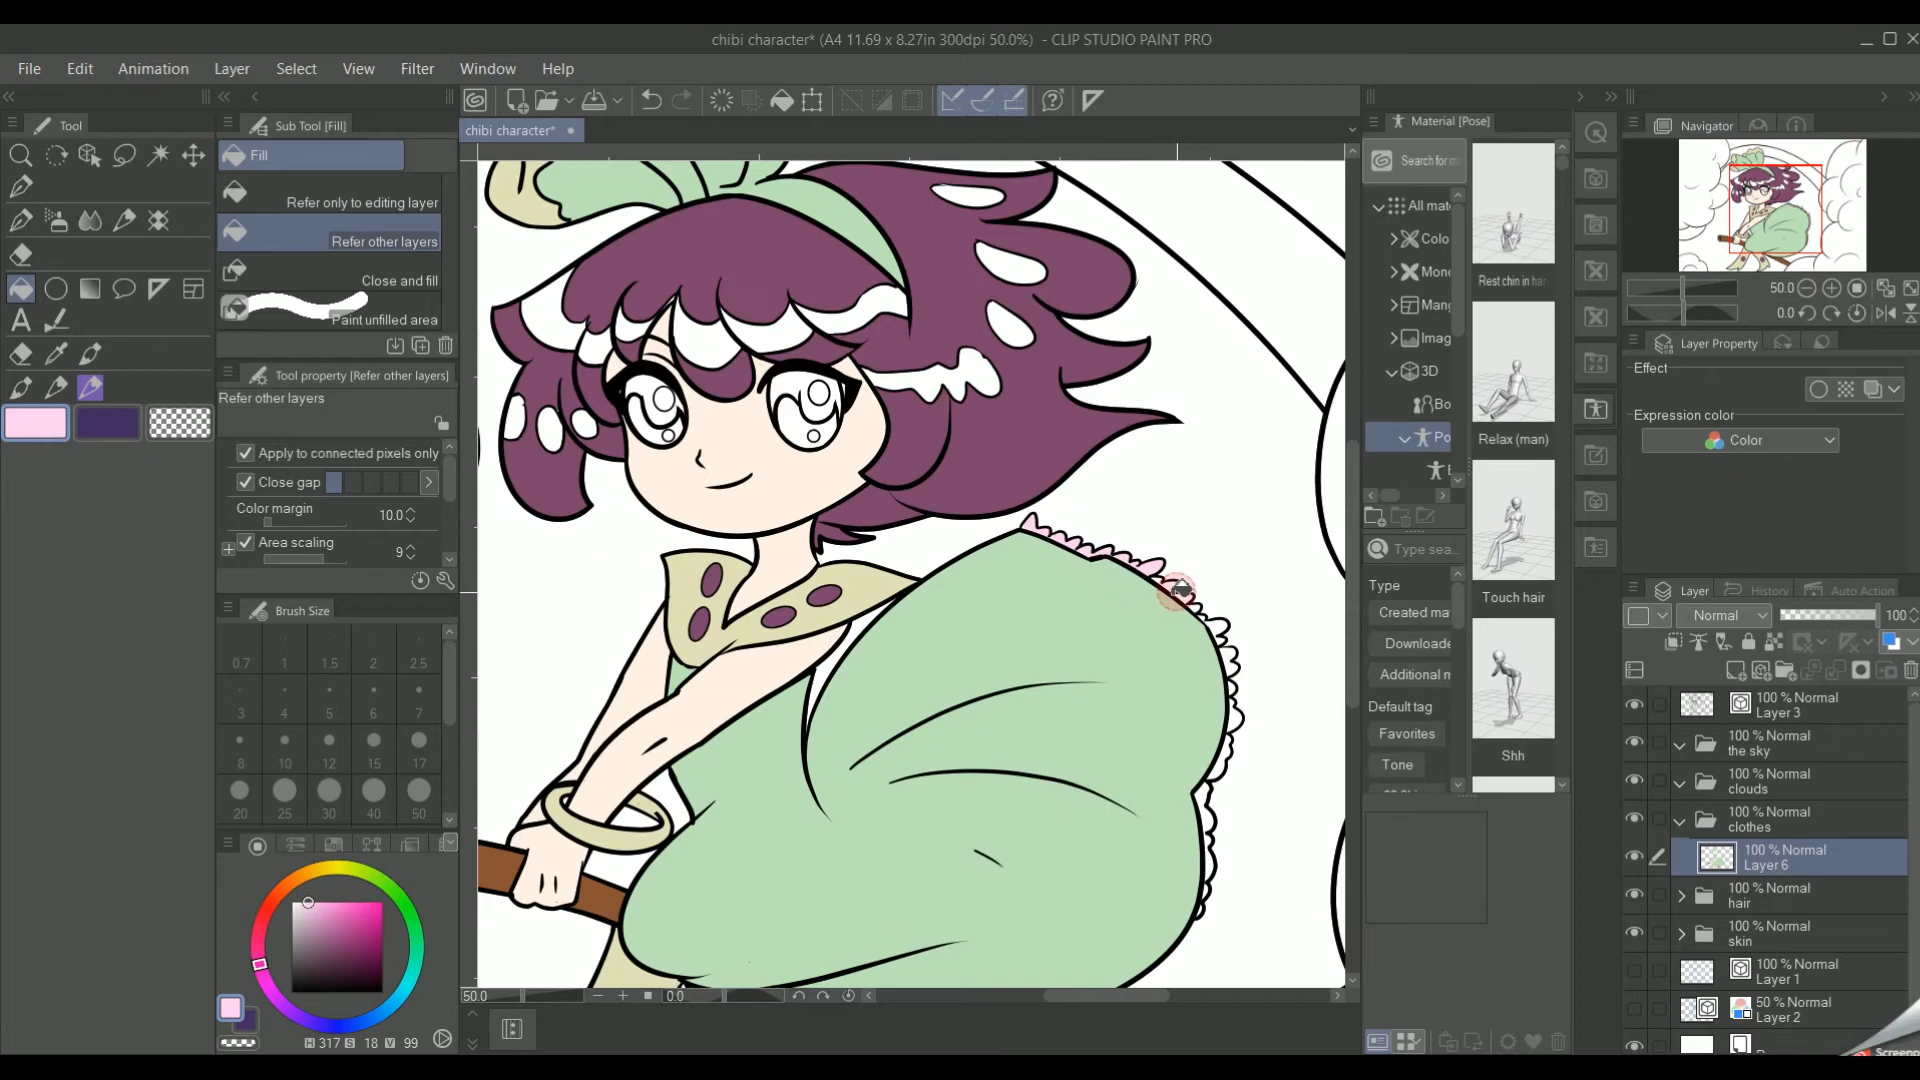 chibi character* (A4 11.69 x 8.27in 300dpi 50.0%) - CLIP STUDIO PAINT PRO
File Edit Animation Layer Select View Filter Window Help
Tool
Sub Tool [Fill]
Fill
Refer only to editing layer
Refer other layers
Close and fill
Paint unfilled area
Tool property [Refer other layers]
Refer other layers
Apply to connected pixels only
Close gap
Color margin 10.0
Area scaling 9
Brush Size
0.7 1 1.5 2 2.5
3 4 5 6 7
8 10 12 15 17
20 25 30 40 50
H 317 S 18 V 99
chibi character*
50.0 0.0
Material [Pose]
Search for m
All mate
Colo
Mono
Mang
Imag
3D
Bo
Po
Type sea...
Type
Created ma
Downloade
Additional m
Default tag
Favorites
Tone
Rest chin in han
Relax (man)
Touch hair
Shh
Navigator
50.0
0.0
Layer Property
Effect
Expression color
Color
Layer History Auto Action
Normal 100
100 % Normal
Layer 3
100 % Normal
the sky
100 % Normal
clouds
100 % Normal
clothes
100 % Normal
Layer 6
100 % Normal
hair
100 % Normal
skin
100 % Normal
Layer 1
50 % Normal
Layer 2